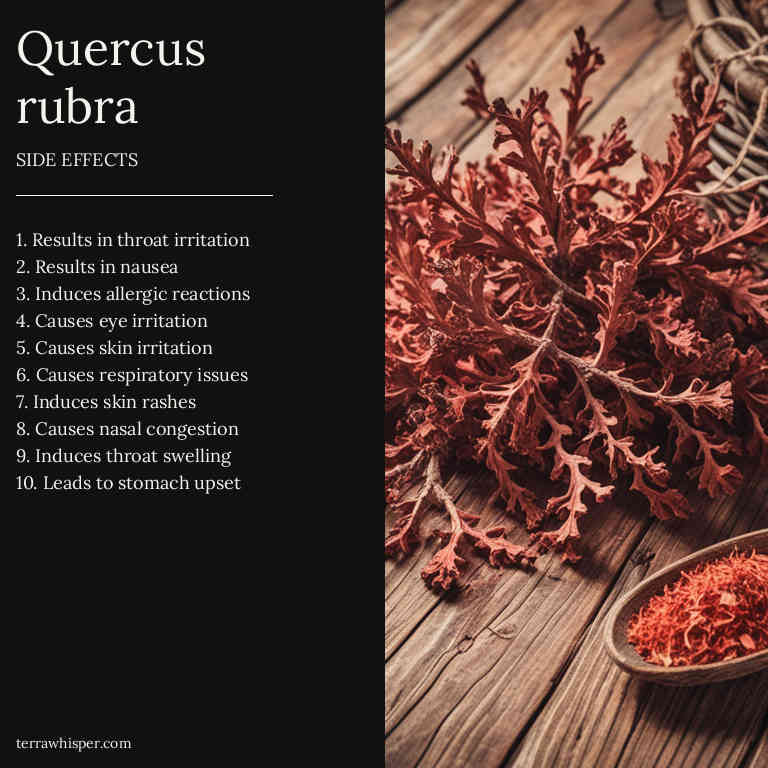 Quercus
rubra
SIDE EFFECTS
1. Results in throat irritation
2. Results in nausea
3. Induces allergic reactions
4. Causes eye irritation
5. Causes skin irritation
6. Causes respiratory issues
7. Induces skin rashes
8. Causes nasal congestion
9. Induces throat swelling
10. Leads to stomach upset
terrawhisper.com